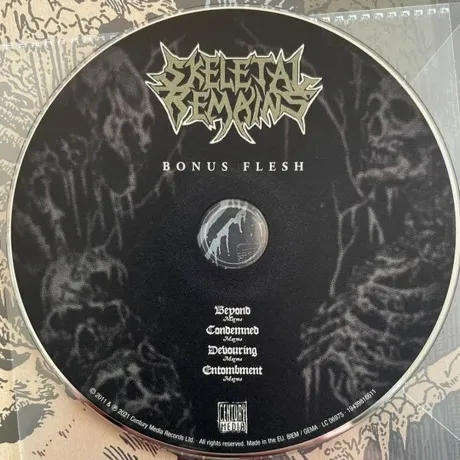 SKELETAL
REMAINS
BONUS FLESH
Beyond
Condemned
Devouring
Entombment
CENTURY
MEDIA
℗ 2011 & © 2021 Century Media Records Ltd. · All rights reserved. Made in the EU. BIEM / GEMA · LC 06975 · 19439816611